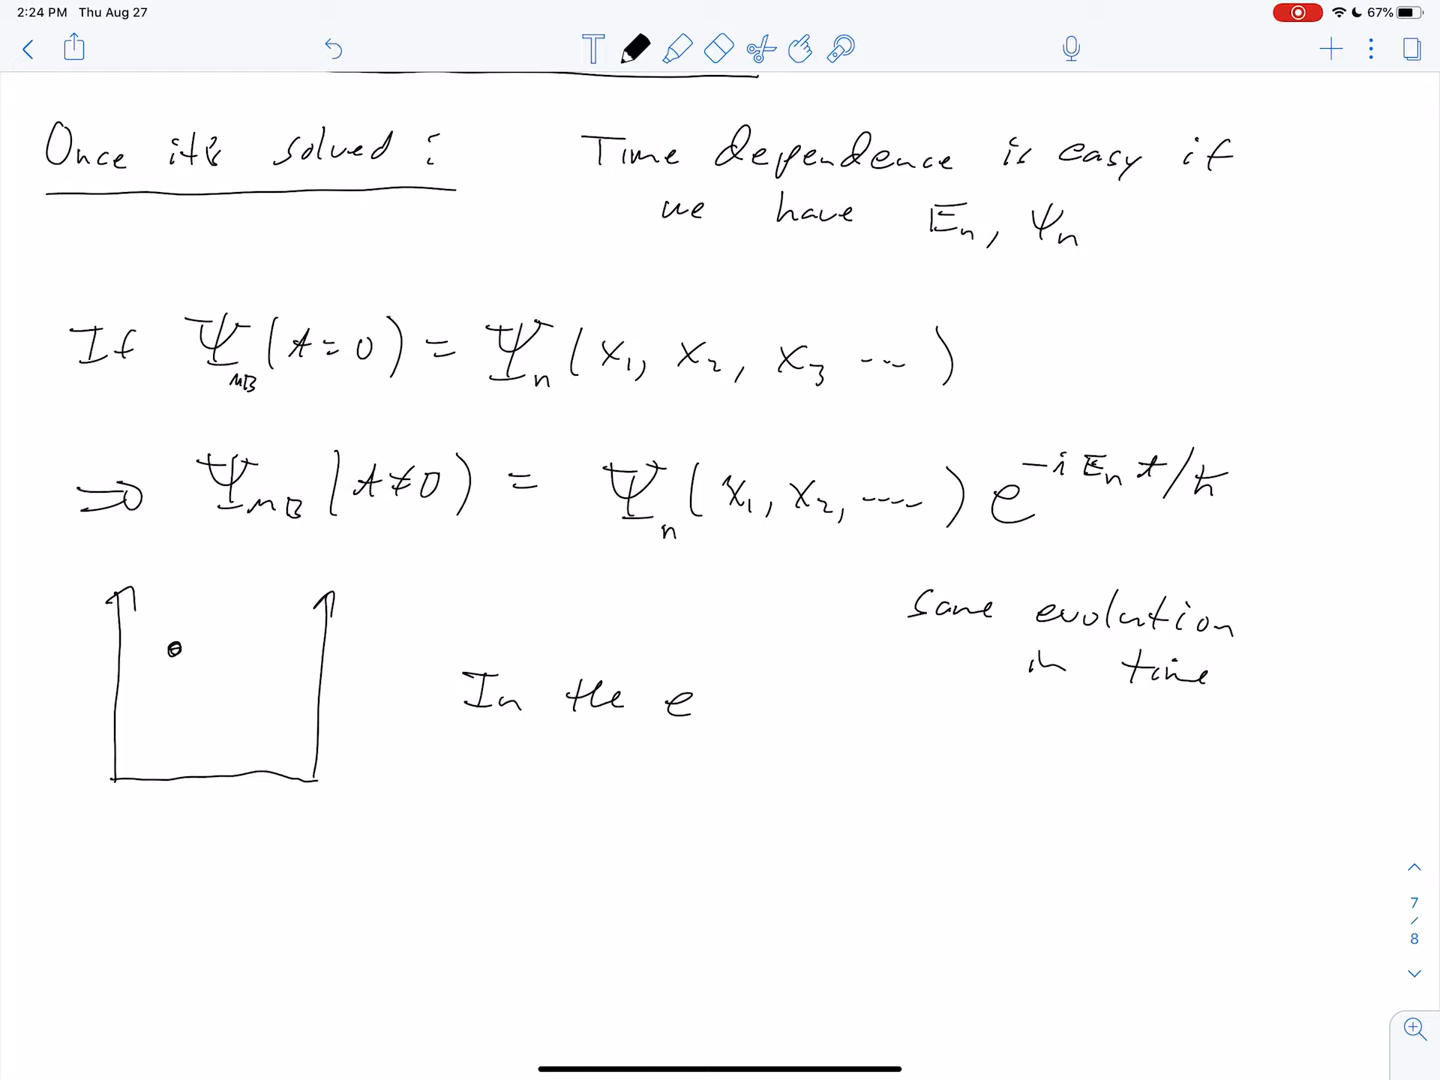 2:24 PM Thu Aug 27 67%
T
Once it's solved : Time dependence is easy if
we have Eₙ, Ψₙ
If Ψ_MB (t=0) = Ψₙ (x₁, x₂, x₃ ...)
⇒ Ψ_MB (t≠0) = Ψₙ (x₁, x₂, ....) e^{-iEₙt/ħ}
same evolution
in time
In the e
7
/
8